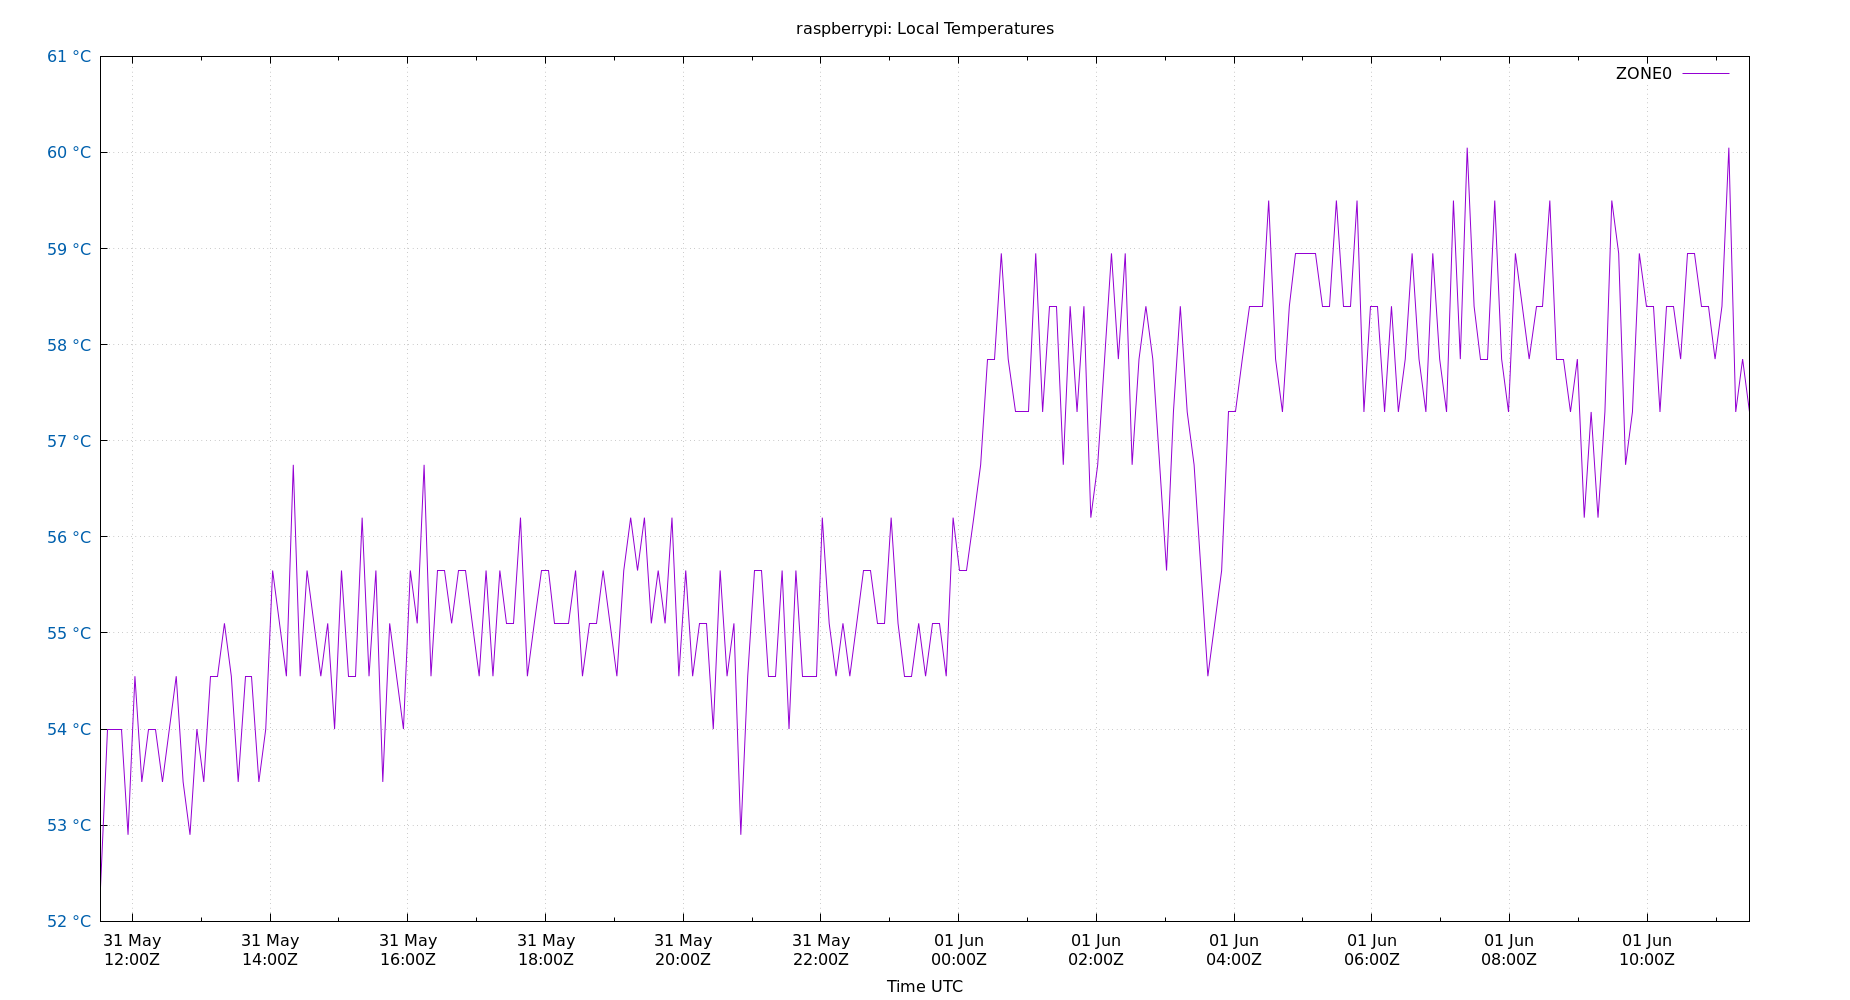 raspberrypi: Local Temperatures
61 °C
ZONE0
60 °C
59 °C
58 °C
57 °C
56 °C
55 °C
54 °C
53 °C
52 °C
31 May 31 May 31 May 31 May 31 May 31 May 01 Jun 01 Jun 01 Jun 01 Jun 01 Jun 01 Jun
12:00Z 14:00Z 16:00Z 18:00Z 20:00Z 22:00Z 00:00Z 02:00Z 04:00Z 06:00Z 08:00Z 10:00Z
Time UTC